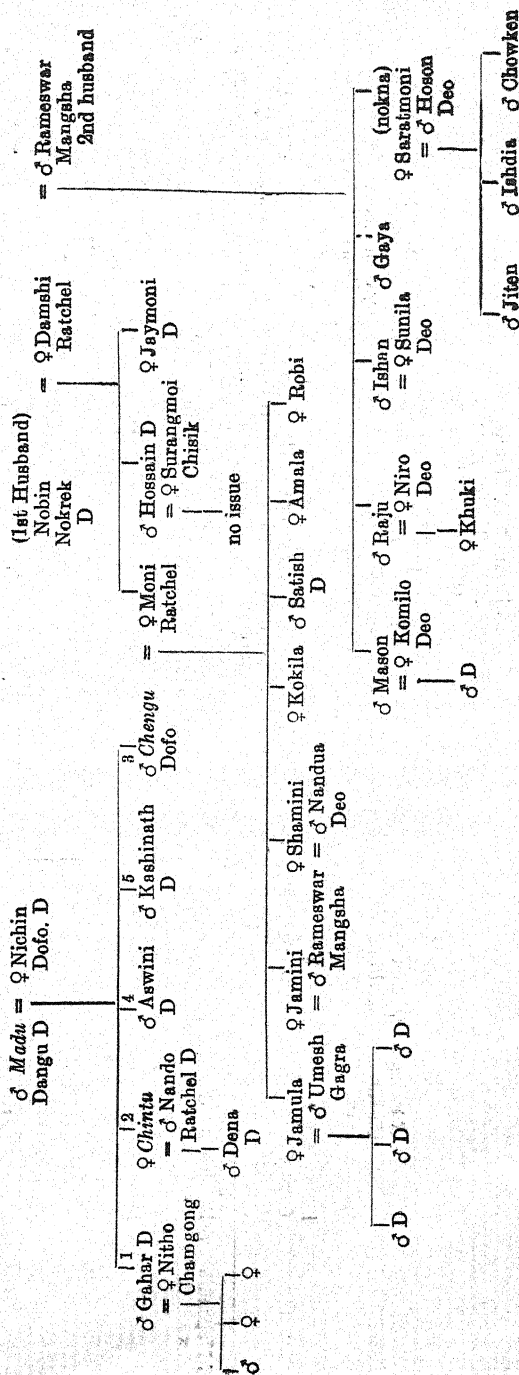 ♂ Madu = ♀ Nichin
Dangu D   Dofo, D
(1st Husband)
Nobin
Nokrek
D
= ♀ Damshi
Ratchel
= ♂ Rameswar
Mangsha
2nd husband
1
♂ Gahar D
= ♀ Nitho
Chamgong
2
♀ Chintu
= ♂ Nando
Ratchel D
4
♂ Aswini
D
5
♂ Kashinath
D
3
♂ Chengu
Dofo
=
♀ Moni
Ratchel
♂ Hossain D
= ♀ Surangmoi
Chisik
♀ Jaymoni
D
no issue
♂ ♀ ♀
♂ Dena
D
♀ Jamula
= ♂ Umesh
Gagra
♀ Jamini
= ♂ Rameswar
Mangsha
♀ Shamini
= ♂ Nandua
Deo
♀ Kokila
♂ Satish
D
♀ Amala
♀ Robi
♂ D ♂ D ♂ D
♂ Mason
= ♀ Komilo
Deo
♂ D
♂ Raju
= ♀ Niro
Deo
♀ Khuki
♂ Ishan
= ♀ Sunila
Deo
♂ Gaya
(nokna)
♀ Saratmoni
= ♂ Hoson
Deo
♂ Jiten ♂ Ishdia ♂ Chowken